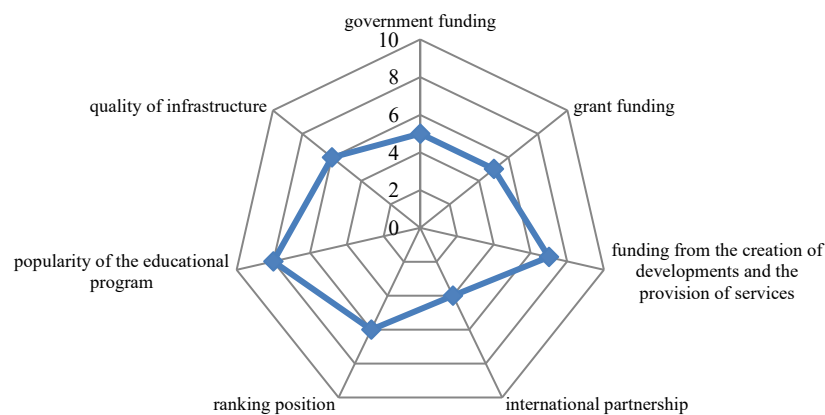 government funding
10
8
6
4
2
0
grant funding
funding from the creation of
developments and the
provision of services
international partnership
ranking position
popularity of the educational
program
quality of infrastructure